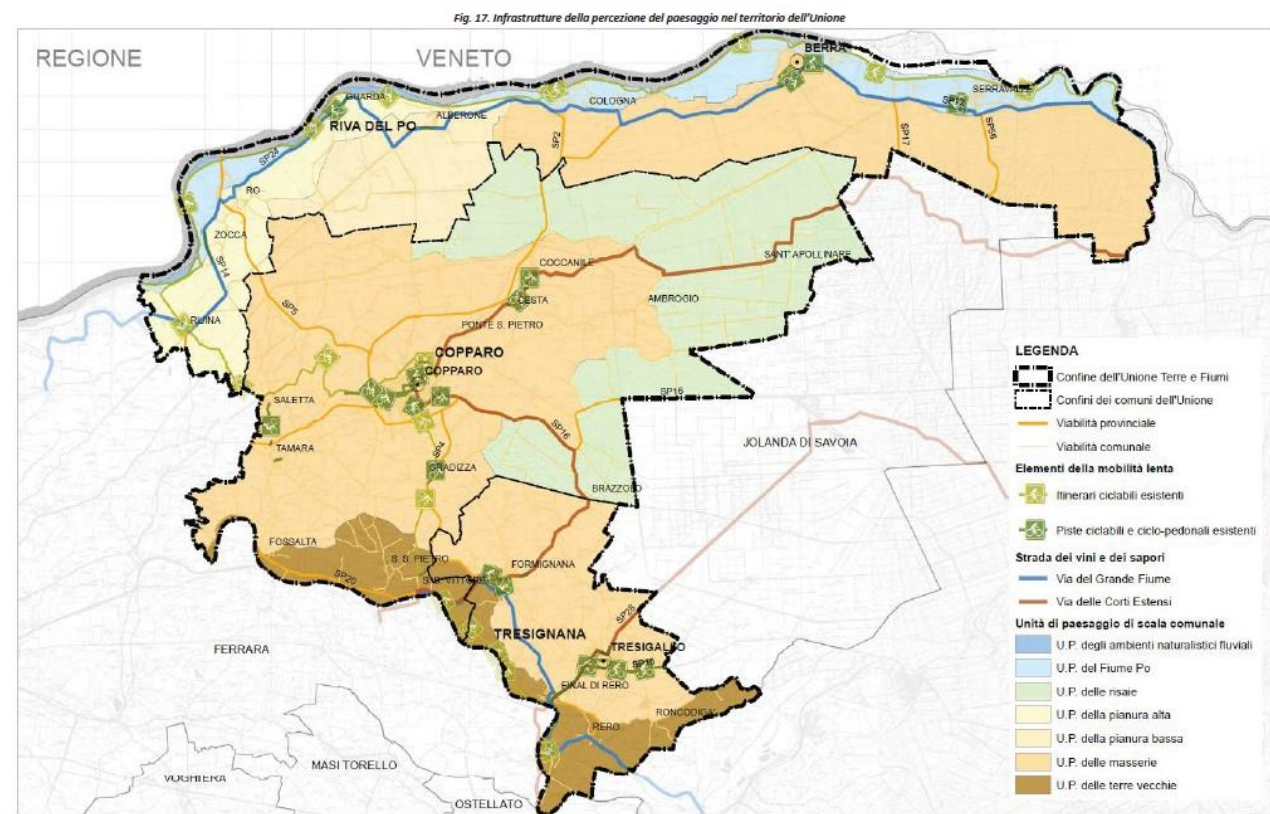 Fig. 17. Infrastrutture della percezione del paesaggio nel territorio dell'Unione
REGIONE
VENETO
BERRA
GUARDA
COLOGNA
SERRAVALLE
ALBERONE
SP12
RIVA DEL PO
SP2
SP17
SP56
SP24
RO
ZOCCA
SP14
COCCANILE
SANT' APOLLINARE
CESTA
AMBROGIO
SP5
PONTE S. PIETRO
RUINA
COPPARO
COPPARO
SP16
SALETTA
SP16
TAMARA
SP4
GRADIZZA
JOLANDA DI SAVOIA
BRAZZOLO
FOSSALTA
S. S. PIETRO
FORMIGNANA
SP20
SP28
TRESIGNANA
FERRARA
TRESIGALLO
FINAL DI RERO
RERO
RONCODIGA'
MASI TORELLO
VOGHIERA
OSTELLATO
LEGENDA
Confine dell'Unione Terre e Fiumi
Confini dei comuni dell'Unione
Viabilità provinciale
Viabilità comunale
Elementi della mobilità lenta
Itinerari ciclabili esistenti
Piste ciclabili e ciclo-pedonali esistenti
Strada dei vini e dei sapori
Via del Grande Fiume
Via delle Corti Estensi
Unità di paesaggio di scala comunale
U.P. degli ambienti naturalistici fluviali
U.P. del Fiume Po
U.P. delle risaie
U.P. della pianura alta
U.P. della pianura bassa
U.P. delle masserie
U.P. delle terre vecchie